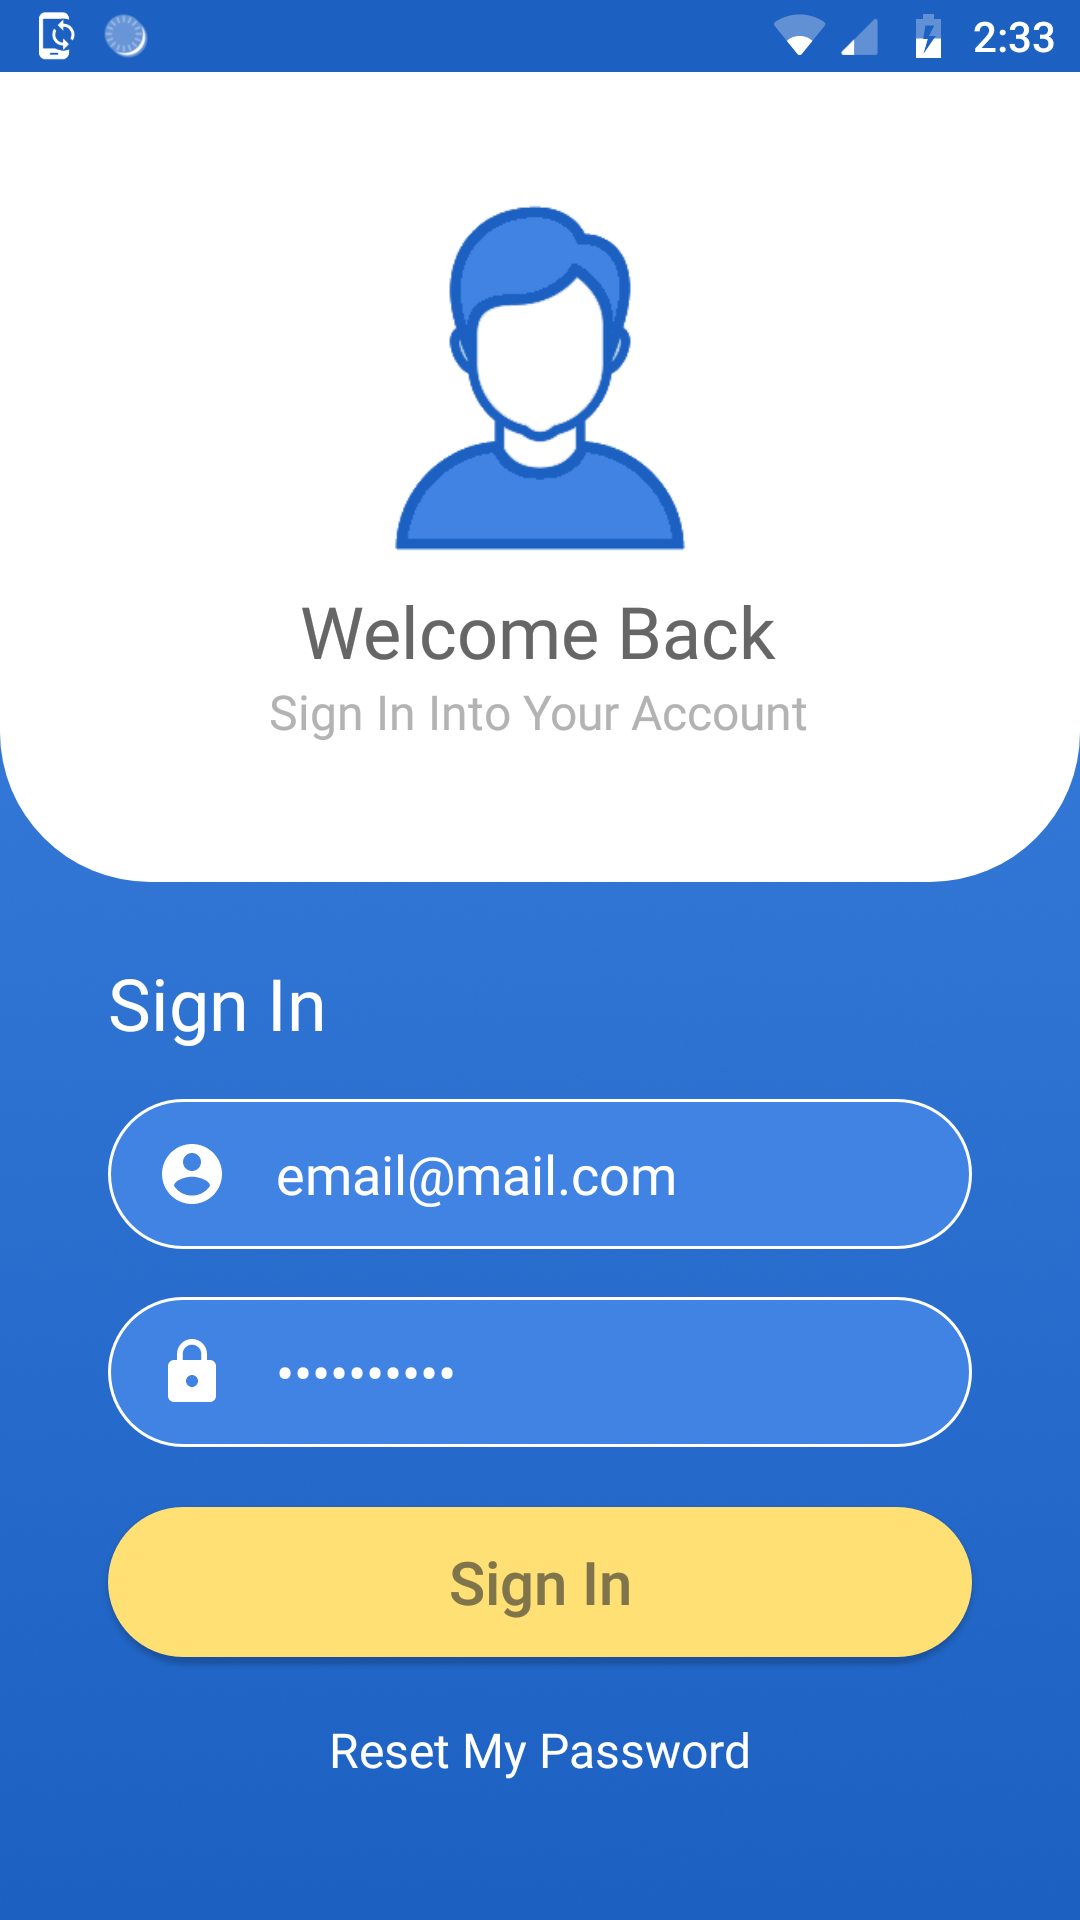 2:33
Welcome Back
Sign In Into Your Account
Sign In
email@mail.com
••••••••••
Sign In
Reset My Password